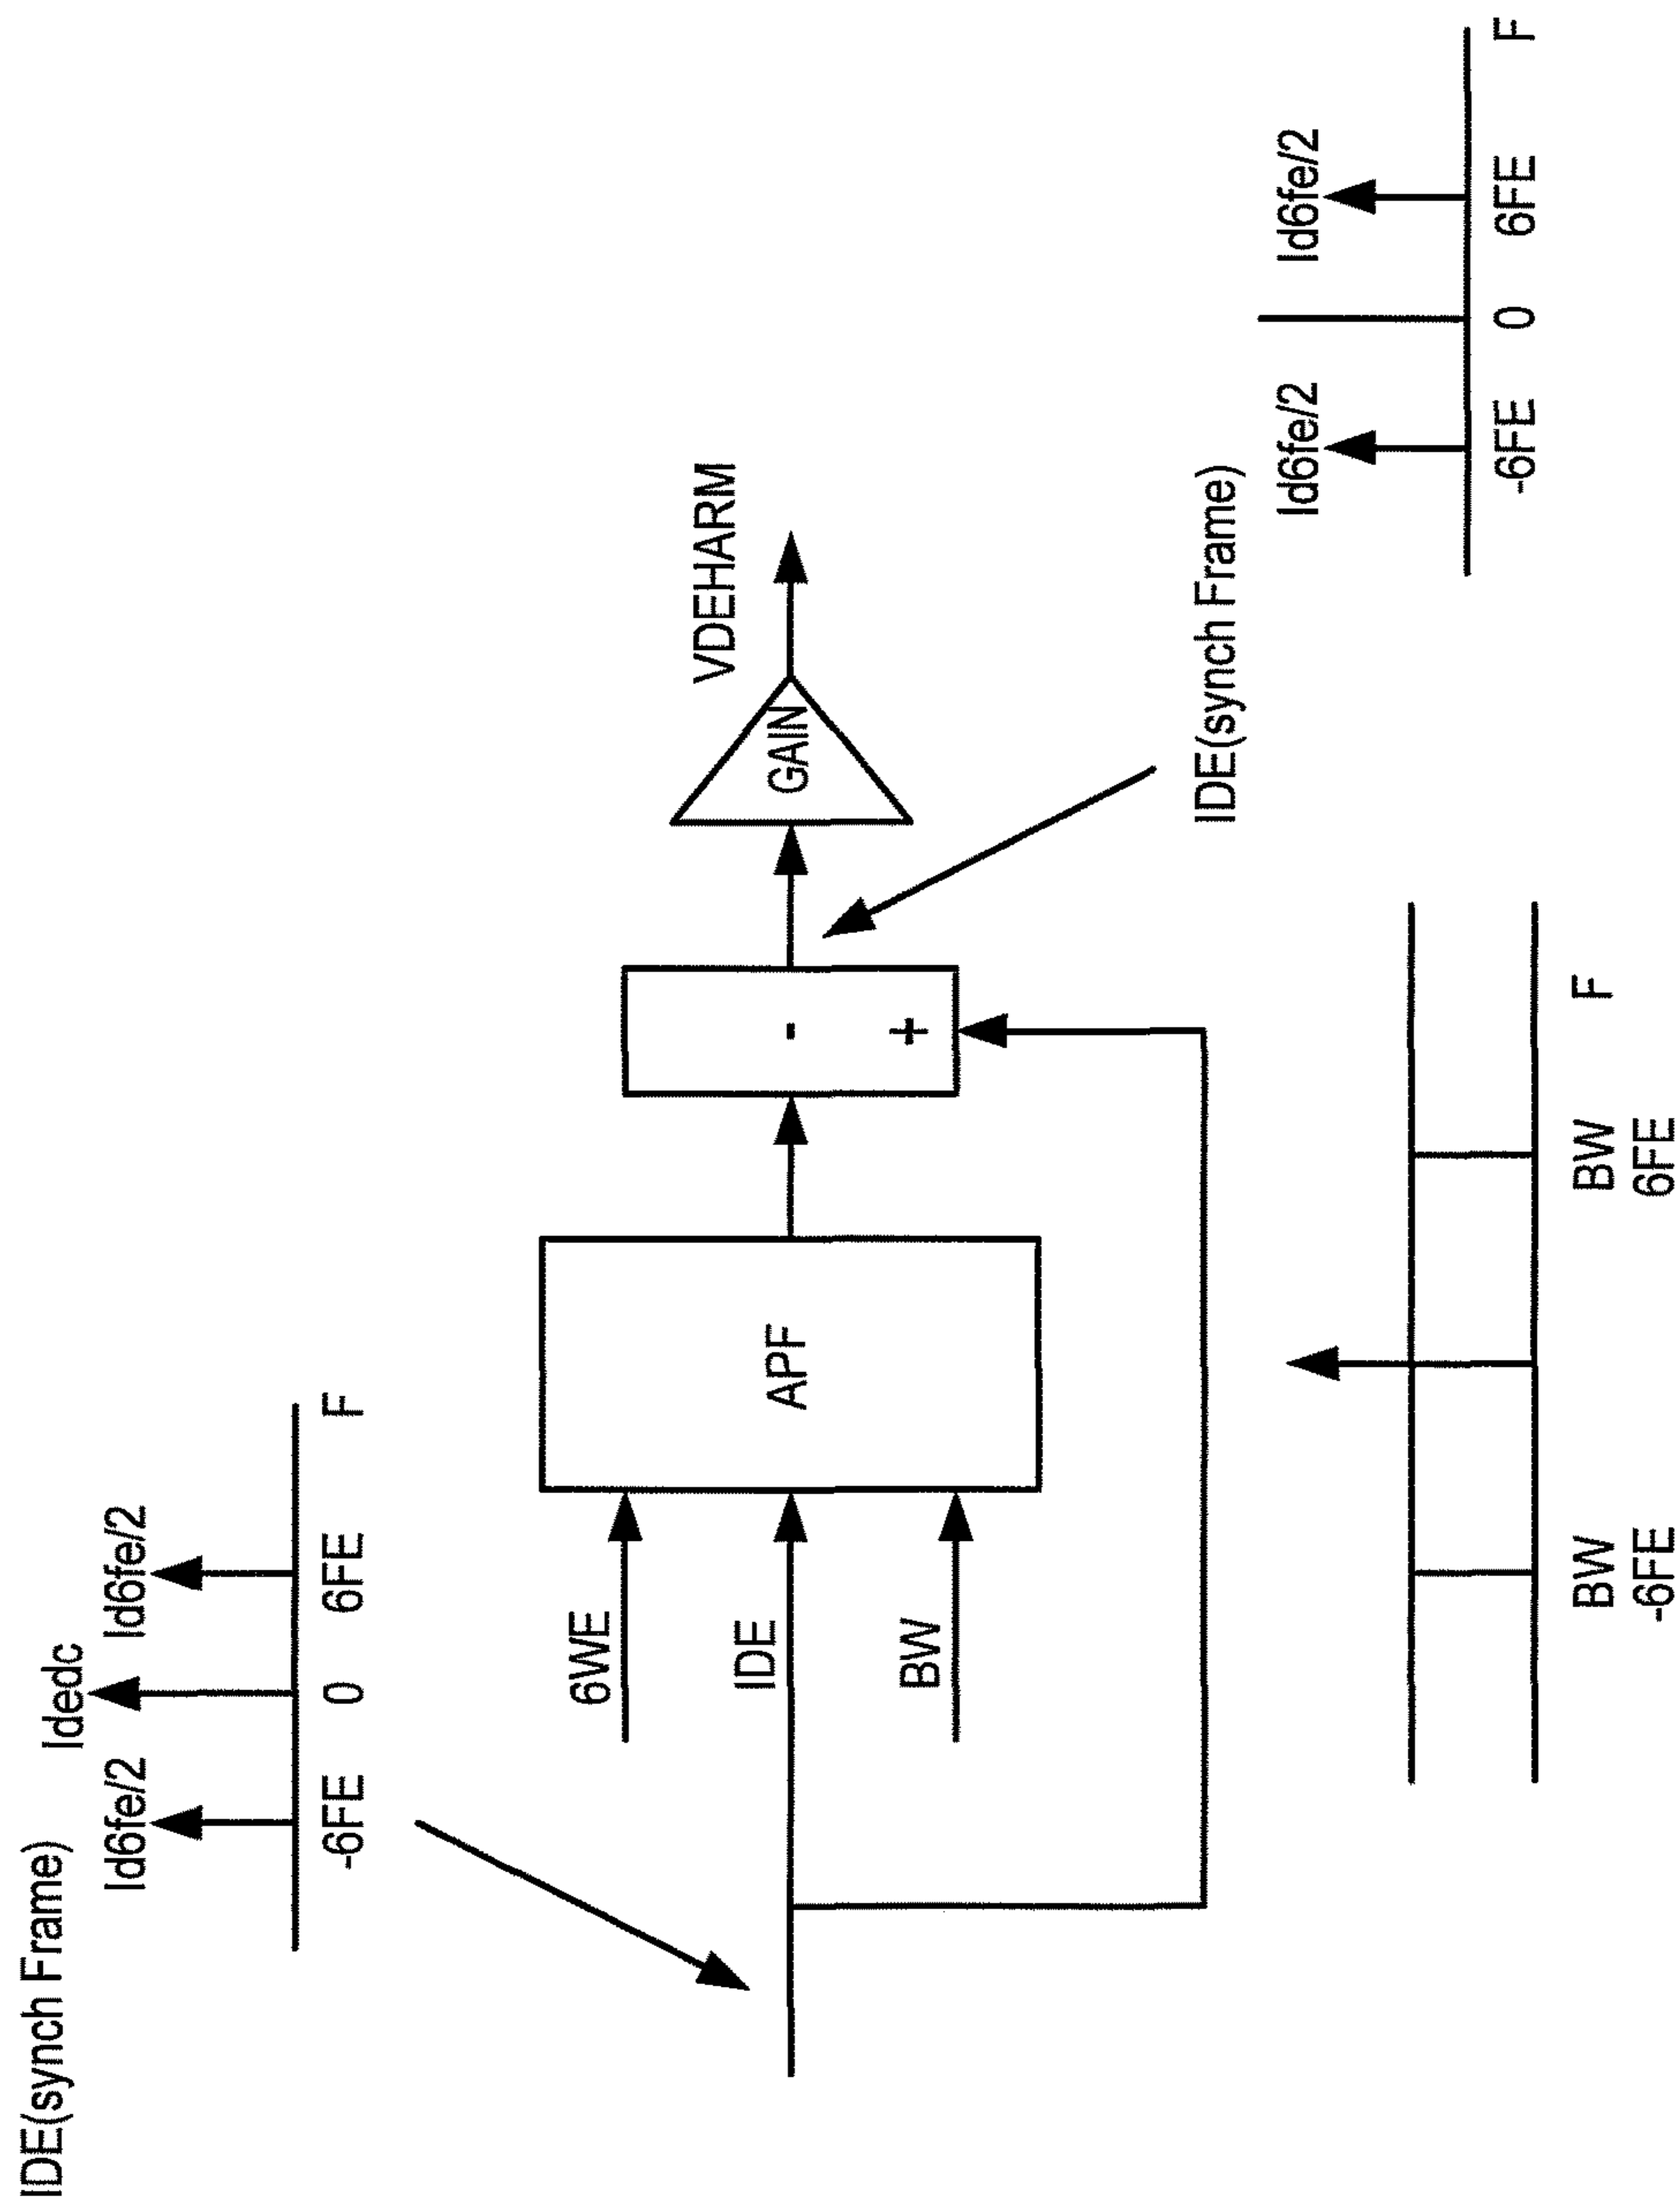 IDE(synch Frame)
Idedc
Id6fe/2
Id6fe/2
-6FE 0 6FE F
6WE
IDE
BW
APF
-
+
GAIN
VDEHARM
IDE(synch Frame)
Id6fe/2
Id6fe/2
-6FE 0 6FE F
BW BW F
-6FE 6FE